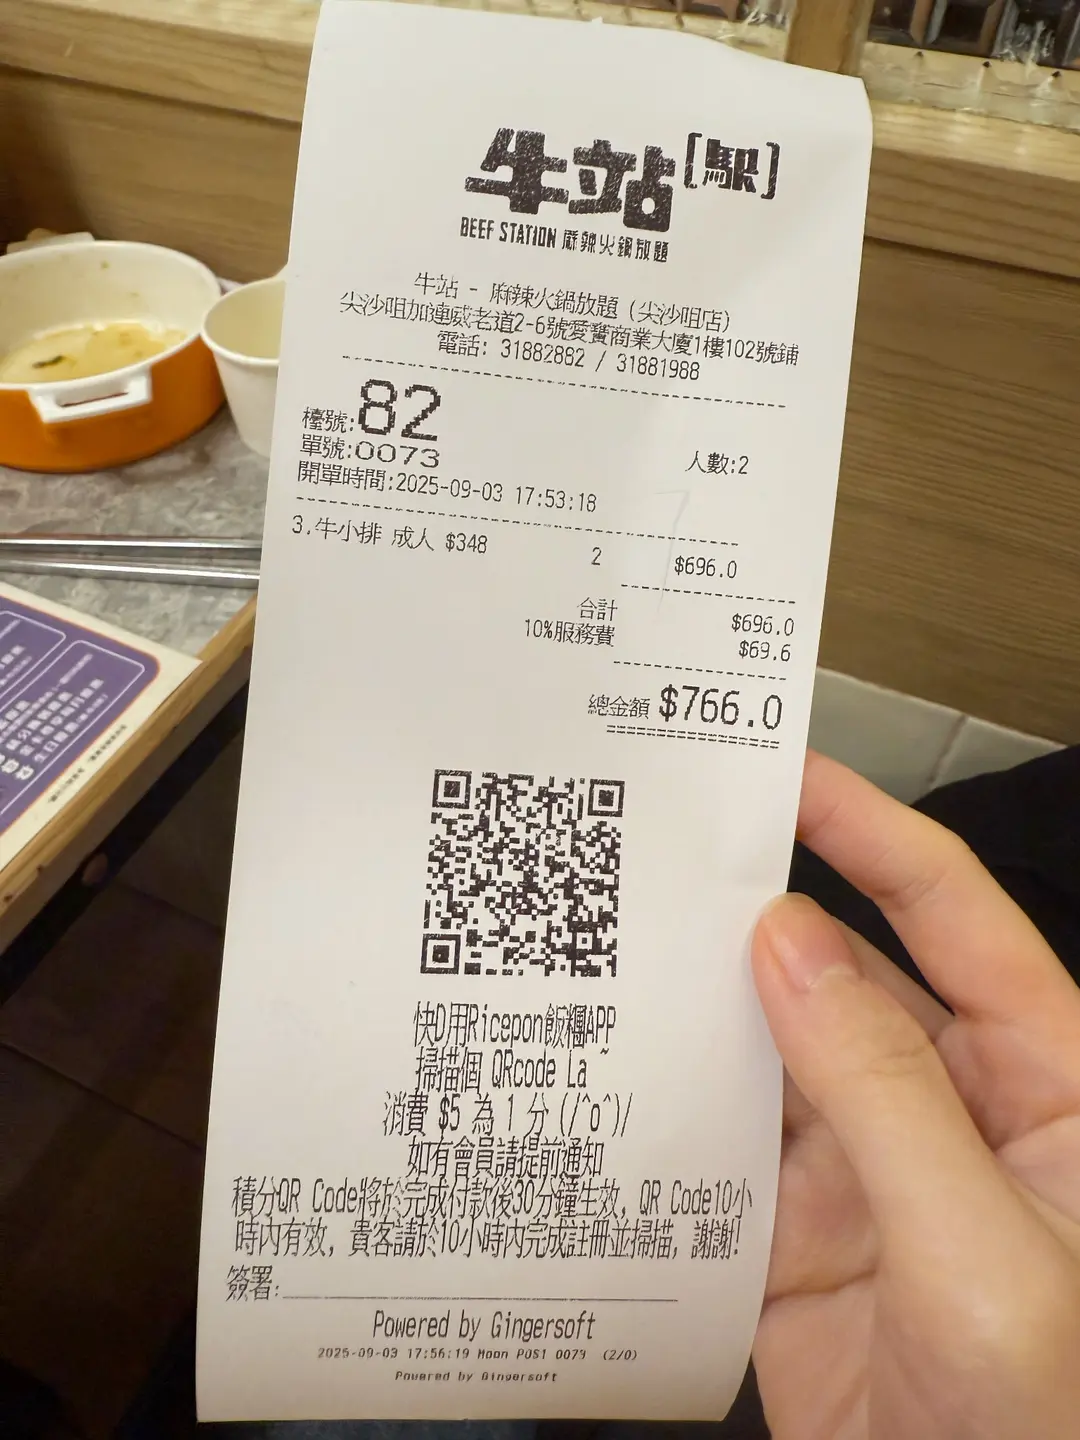 牛站[駅]
BEEF STATION 麻辣火鍋放題
牛站 - 麻辣火鍋放題 (尖沙咀店)
尖沙咀加連威老道2-6號愛賓商業大廈1樓102號鋪
電話: 31882882 / 31881988
檯號:82
單號:0073
人數:2
開單時間:2025-09-03 17:53:18
3.牛小排 成人 $348 2 $696.0
合計 $696.0
10%服務費 $69.6
總金額 $766.0
快D用Ricepon飯糰APP
掃描個 QRcode La~
消費 $5 為 1 分 (/^o^)/
如有會員請提前通知
積分QR Code將於完成付款後30分鐘生效, QR Code10小
時內有效, 貴客請於10小時內完成註冊並掃描, 謝謝!
簽署:
Powered by Gingersoft
2025-09-03 17:56:19 Moon POS1 0073 (2/0)
Powered by Gingersoft